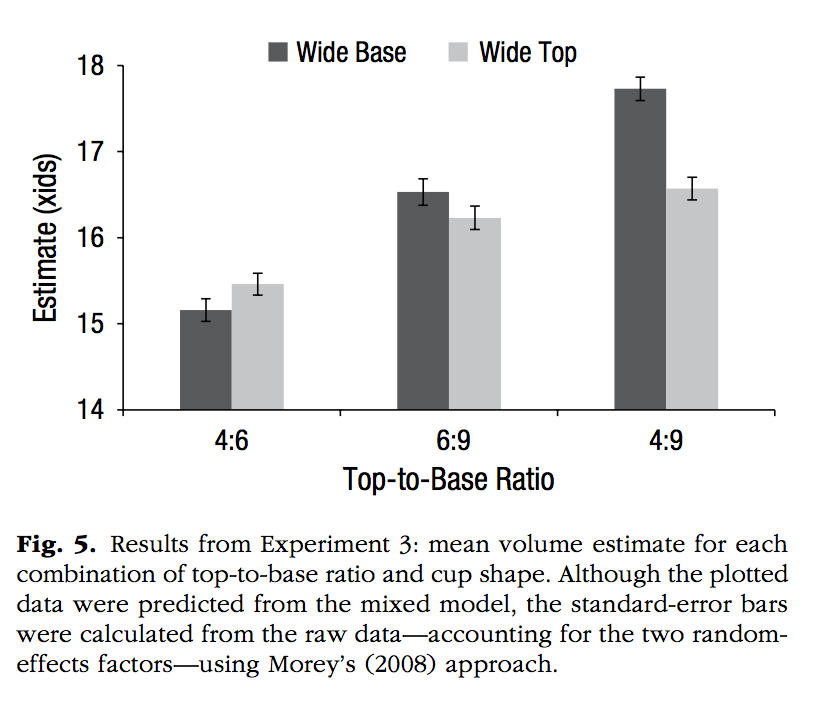 Wide Base Wide Top
18
17
16
15
14
Estimate (xids)
4:6 6:9 4:9
Top-to-Base Ratio
Fig. 5. Results from Experiment 3: mean volume estimate for each
combination of top-to-base ratio and cup shape. Although the plotted
data were predicted from the mixed model, the standard-error bars
were calculated from the raw data—accounting for the two random-
effects factors—using Morey’s (2008) approach.